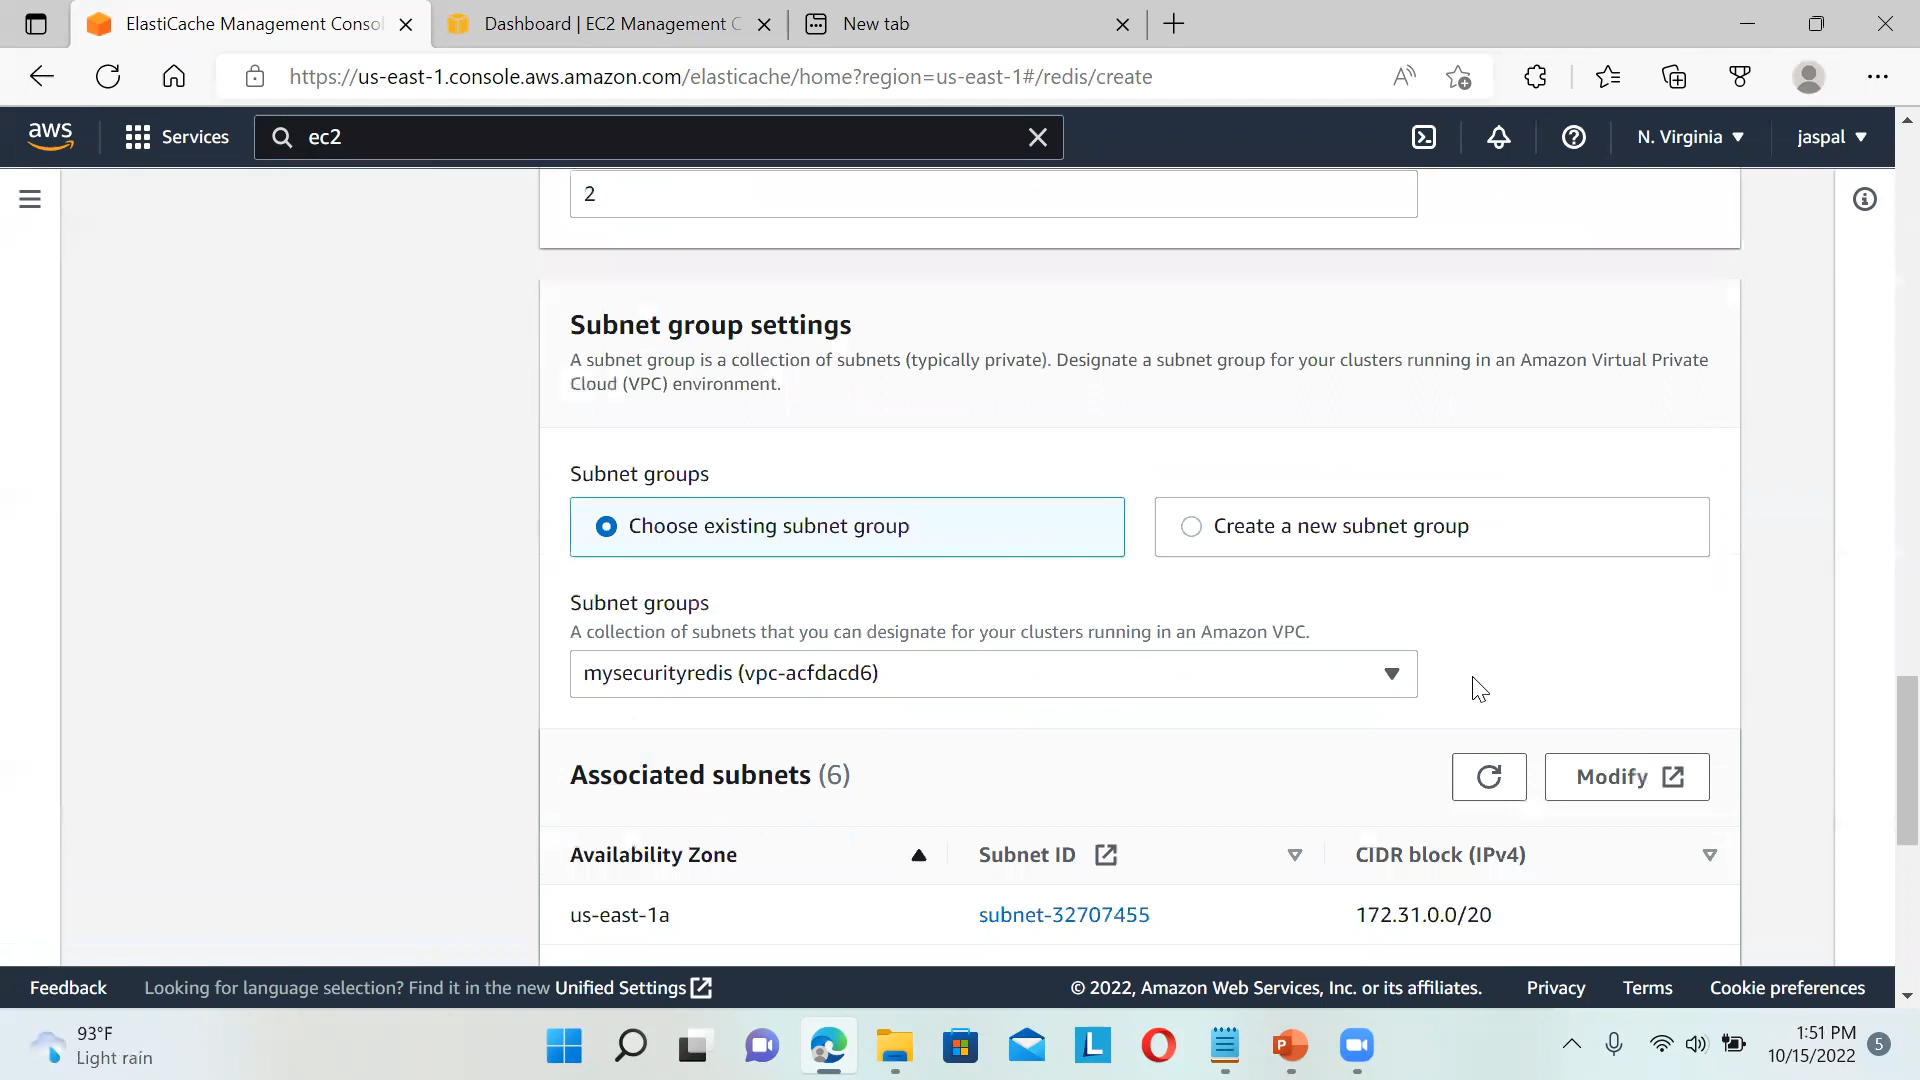 ElastiCache Management Consol
Dashboard | EC2 Management C
New tab
https://us-east-1.console.aws.amazon.com/elasticache/home?region=us-east-1#/redis/create
aws
Services
ec2
N. Virginia
jaspal
2
Subnet group settings
A subnet group is a collection of subnets (typically private). Designate a subnet group for your clusters running in an Amazon Virtual Private
Cloud (VPC) environment.
Subnet groups
Choose existing subnet group
Create a new subnet group
Subnet groups
A collection of subnets that you can designate for your clusters running in an Amazon VPC.
mysecurityredis (vpc-acfdacd6)
Associated subnets (6)
Modify
Availability Zone
Subnet ID
CIDR block (IPv4)
us-east-1a
subnet-32707455
172.31.0.0/20
Feedback
Looking for language selection? Find it in the new Unified Settings
© 2022, Amazon Web Services, Inc. or its affiliates.
Privacy
Terms
Cookie preferences
93°F
Light rain
L
P
1:51 PM
10/15/2022
5